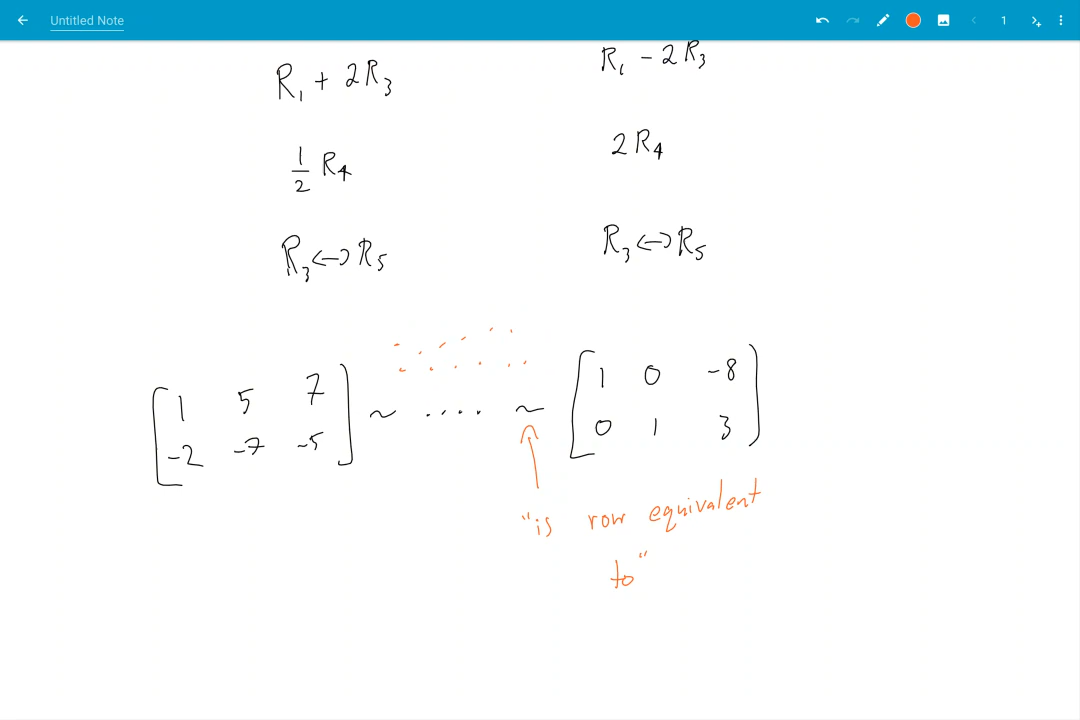 Untitled Note
1
R₁ + 2R₃
R₁ - 2R₃
1/2 R₄
2R₄
R₃ ↔ R₅
R₃ ↔ R₅
[1 5 7] ~ .... ~ [1 0 -8]
[-2 -7 -5] [0 1 3]
"is row equivalent
to"